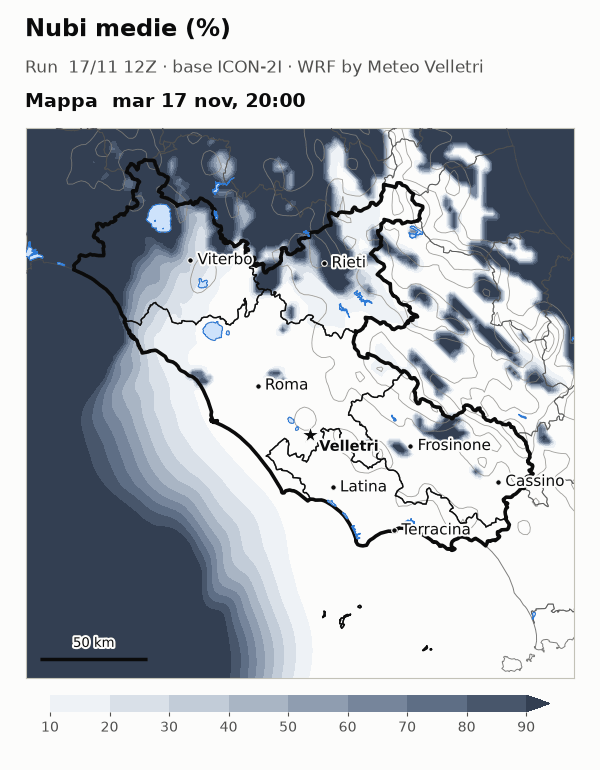 Nubi medie (%)
Run  17/11 12Z · base ICON-2I · WRF by Meteo Velletri
Mappa  mar 17 nov, 20:00
Viterbo
Rieti
Roma
Velletri
Frosinone
Latina
Cassino
Terracina
50 km
10 20 30 40 50 60 70 80 90